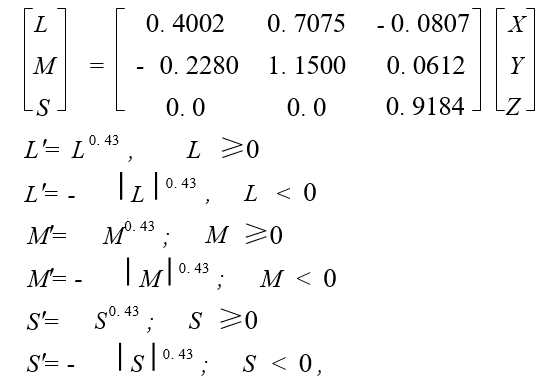 [L] [0.4002 0.7075 -0.0807] [X]
[M] = [-0.2280 1.1500 0.0612] [Y]
[S] [0.0 0.0 0.9184] [Z]
L'= L^0.43, L ⩾0
L'= - |L|^0.43, L < 0
M'= M^0.43; M ⩾0
M'= - |M|^0.43; M < 0
S'= S^0.43; S ⩾0
S'= - |S|^0.43; S < 0,